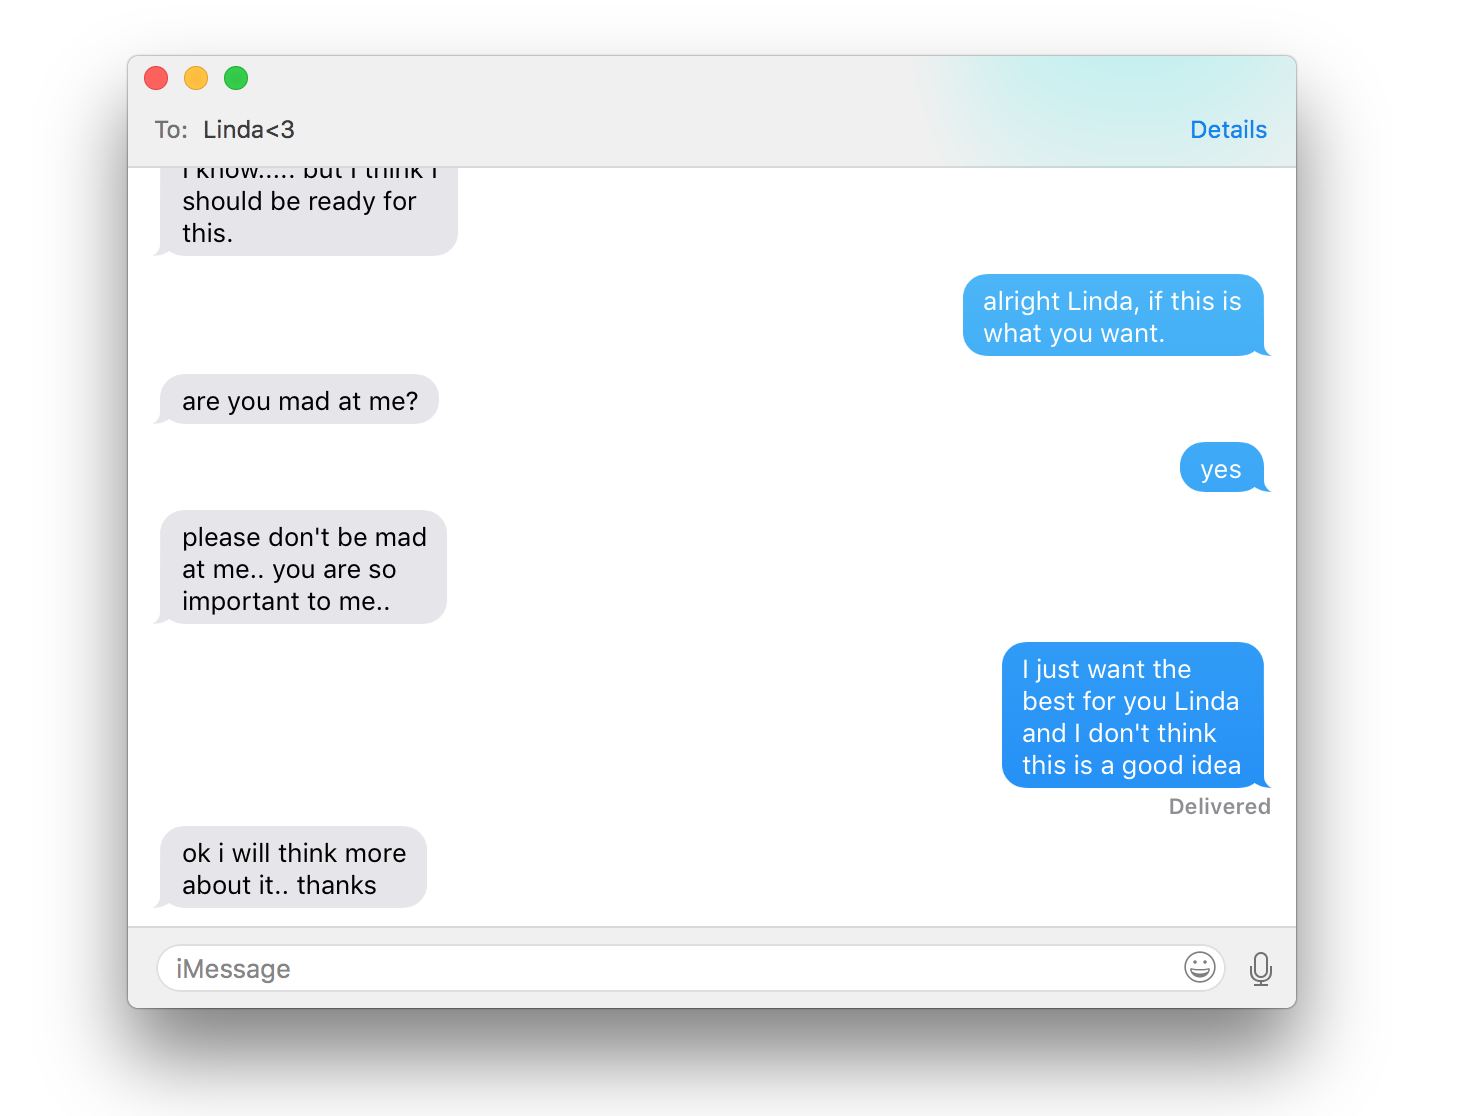 To: Linda<3
Details
I know..... but I think I
should be ready for
this.
alright Linda, if this is
what you want.
are you mad at me?
yes
please don't be mad
at me.. you are so
important to me..
I just want the
best for you Linda
and I don't think
this is a good idea
Delivered
ok i will think more
about it.. thanks
iMessage